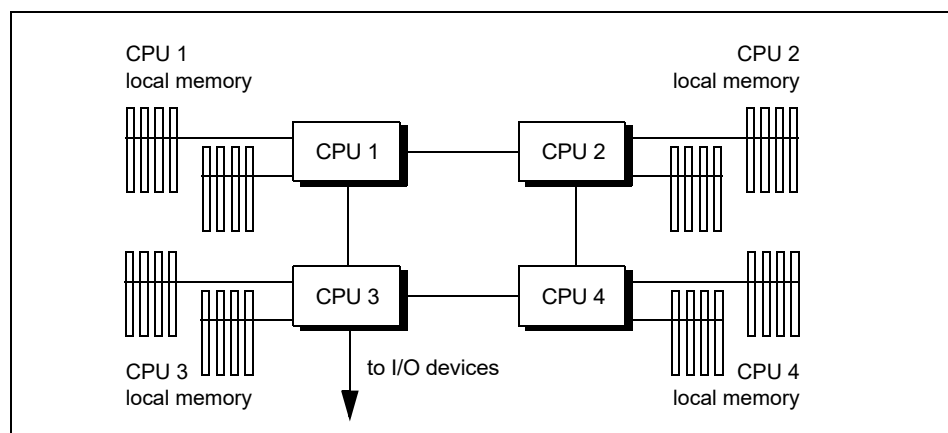 CPU 1
local memory
CPU 2
local memory
CPU 1
CPU 2
CPU 3
CPU 4
to I/O devices
CPU 3
local memory
CPU 4
local memory